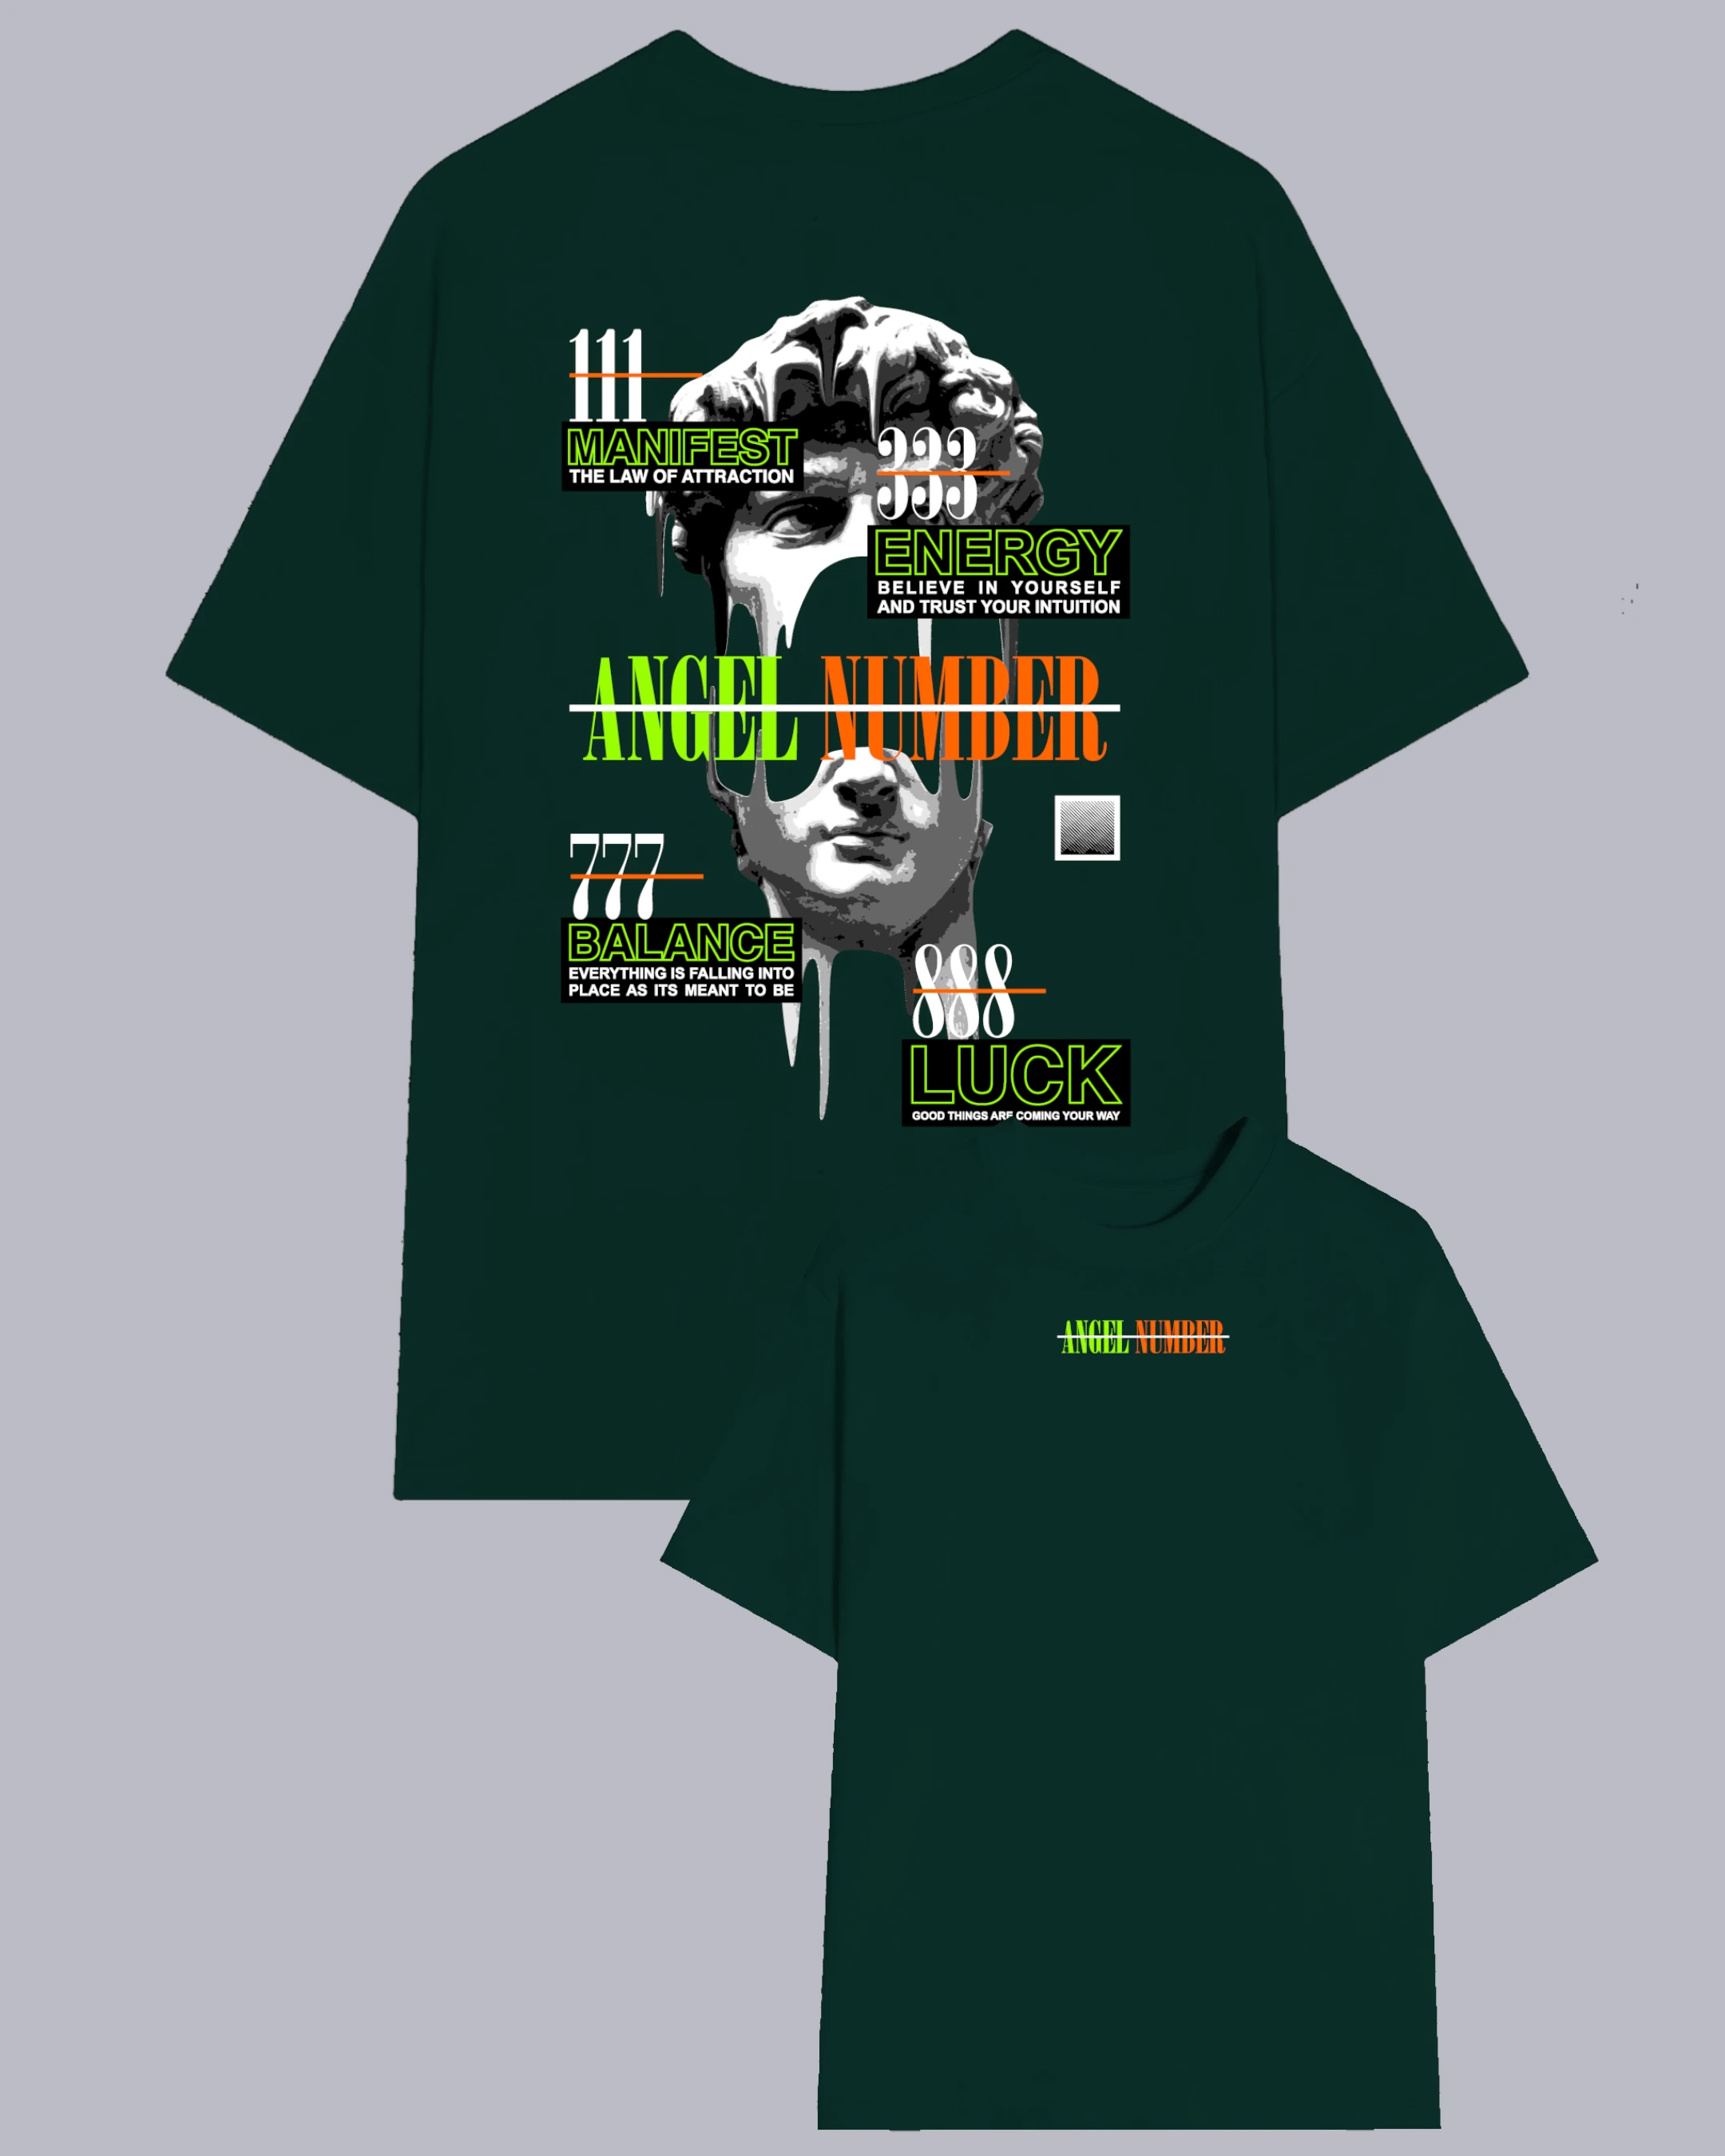 111
MANIFEST
THE LAW OF ATTRACTION
333
ENERGY
BELIEVE IN YOURSELF
AND TRUST YOUR INTUITION
ANGEL NUMBER
777
BALANCE
EVERYTHING IS FALLING INTO
PLACE AS ITS MEANT TO BE
888
LUCK
GOOD THINGS ARE COMING YOUR WAY
ANGEL NUMBER